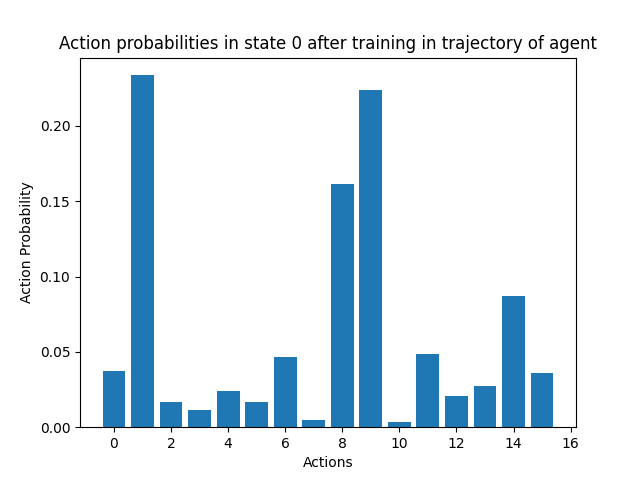 Action probabilities in state 0 after training in trajectory of agent
0.20
0.15
0.10
0.05
0.00
Action Probability
0 2 4 6 8 10 12 14 16
Actions